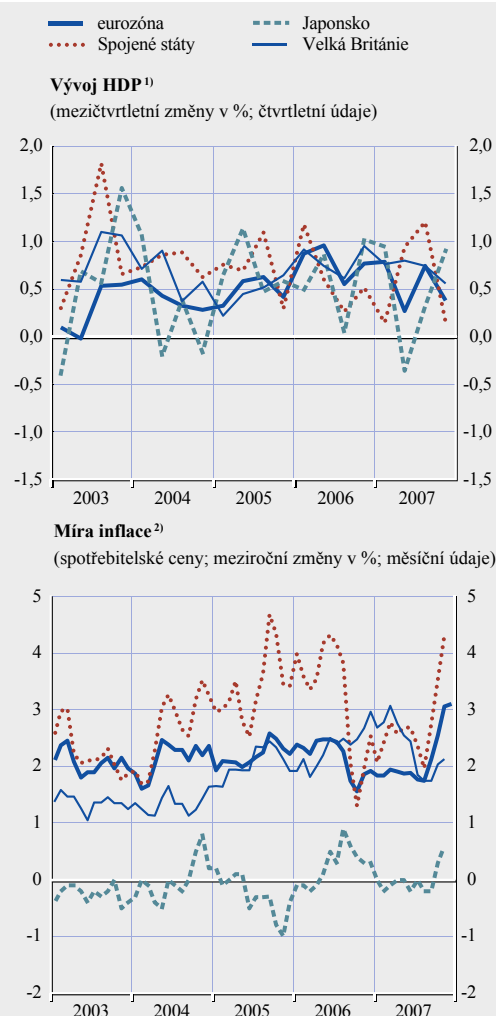 eurozóna
Japonsko
Spojené státy
Velká Británie
Vývoj HDP 1)
(mezičtvrtletní změny v %; čtvrtletní údaje)
2,0 2,0
1,5 1,5
1,0 1,0
0,5 0,5
0,0 0,0
-0,5 -0,5
-1,0 -1,0
-1,5 -1,5
2003 2004 2005 2006 2007
Míra inflace 2)
(spotřebitelské ceny; meziroční změny v %; měsíční údaje)
5 5
4 4
3 3
2 2
1 1
0 0
-1 -1
-2 -2
2003 2004 2005 2006 2007